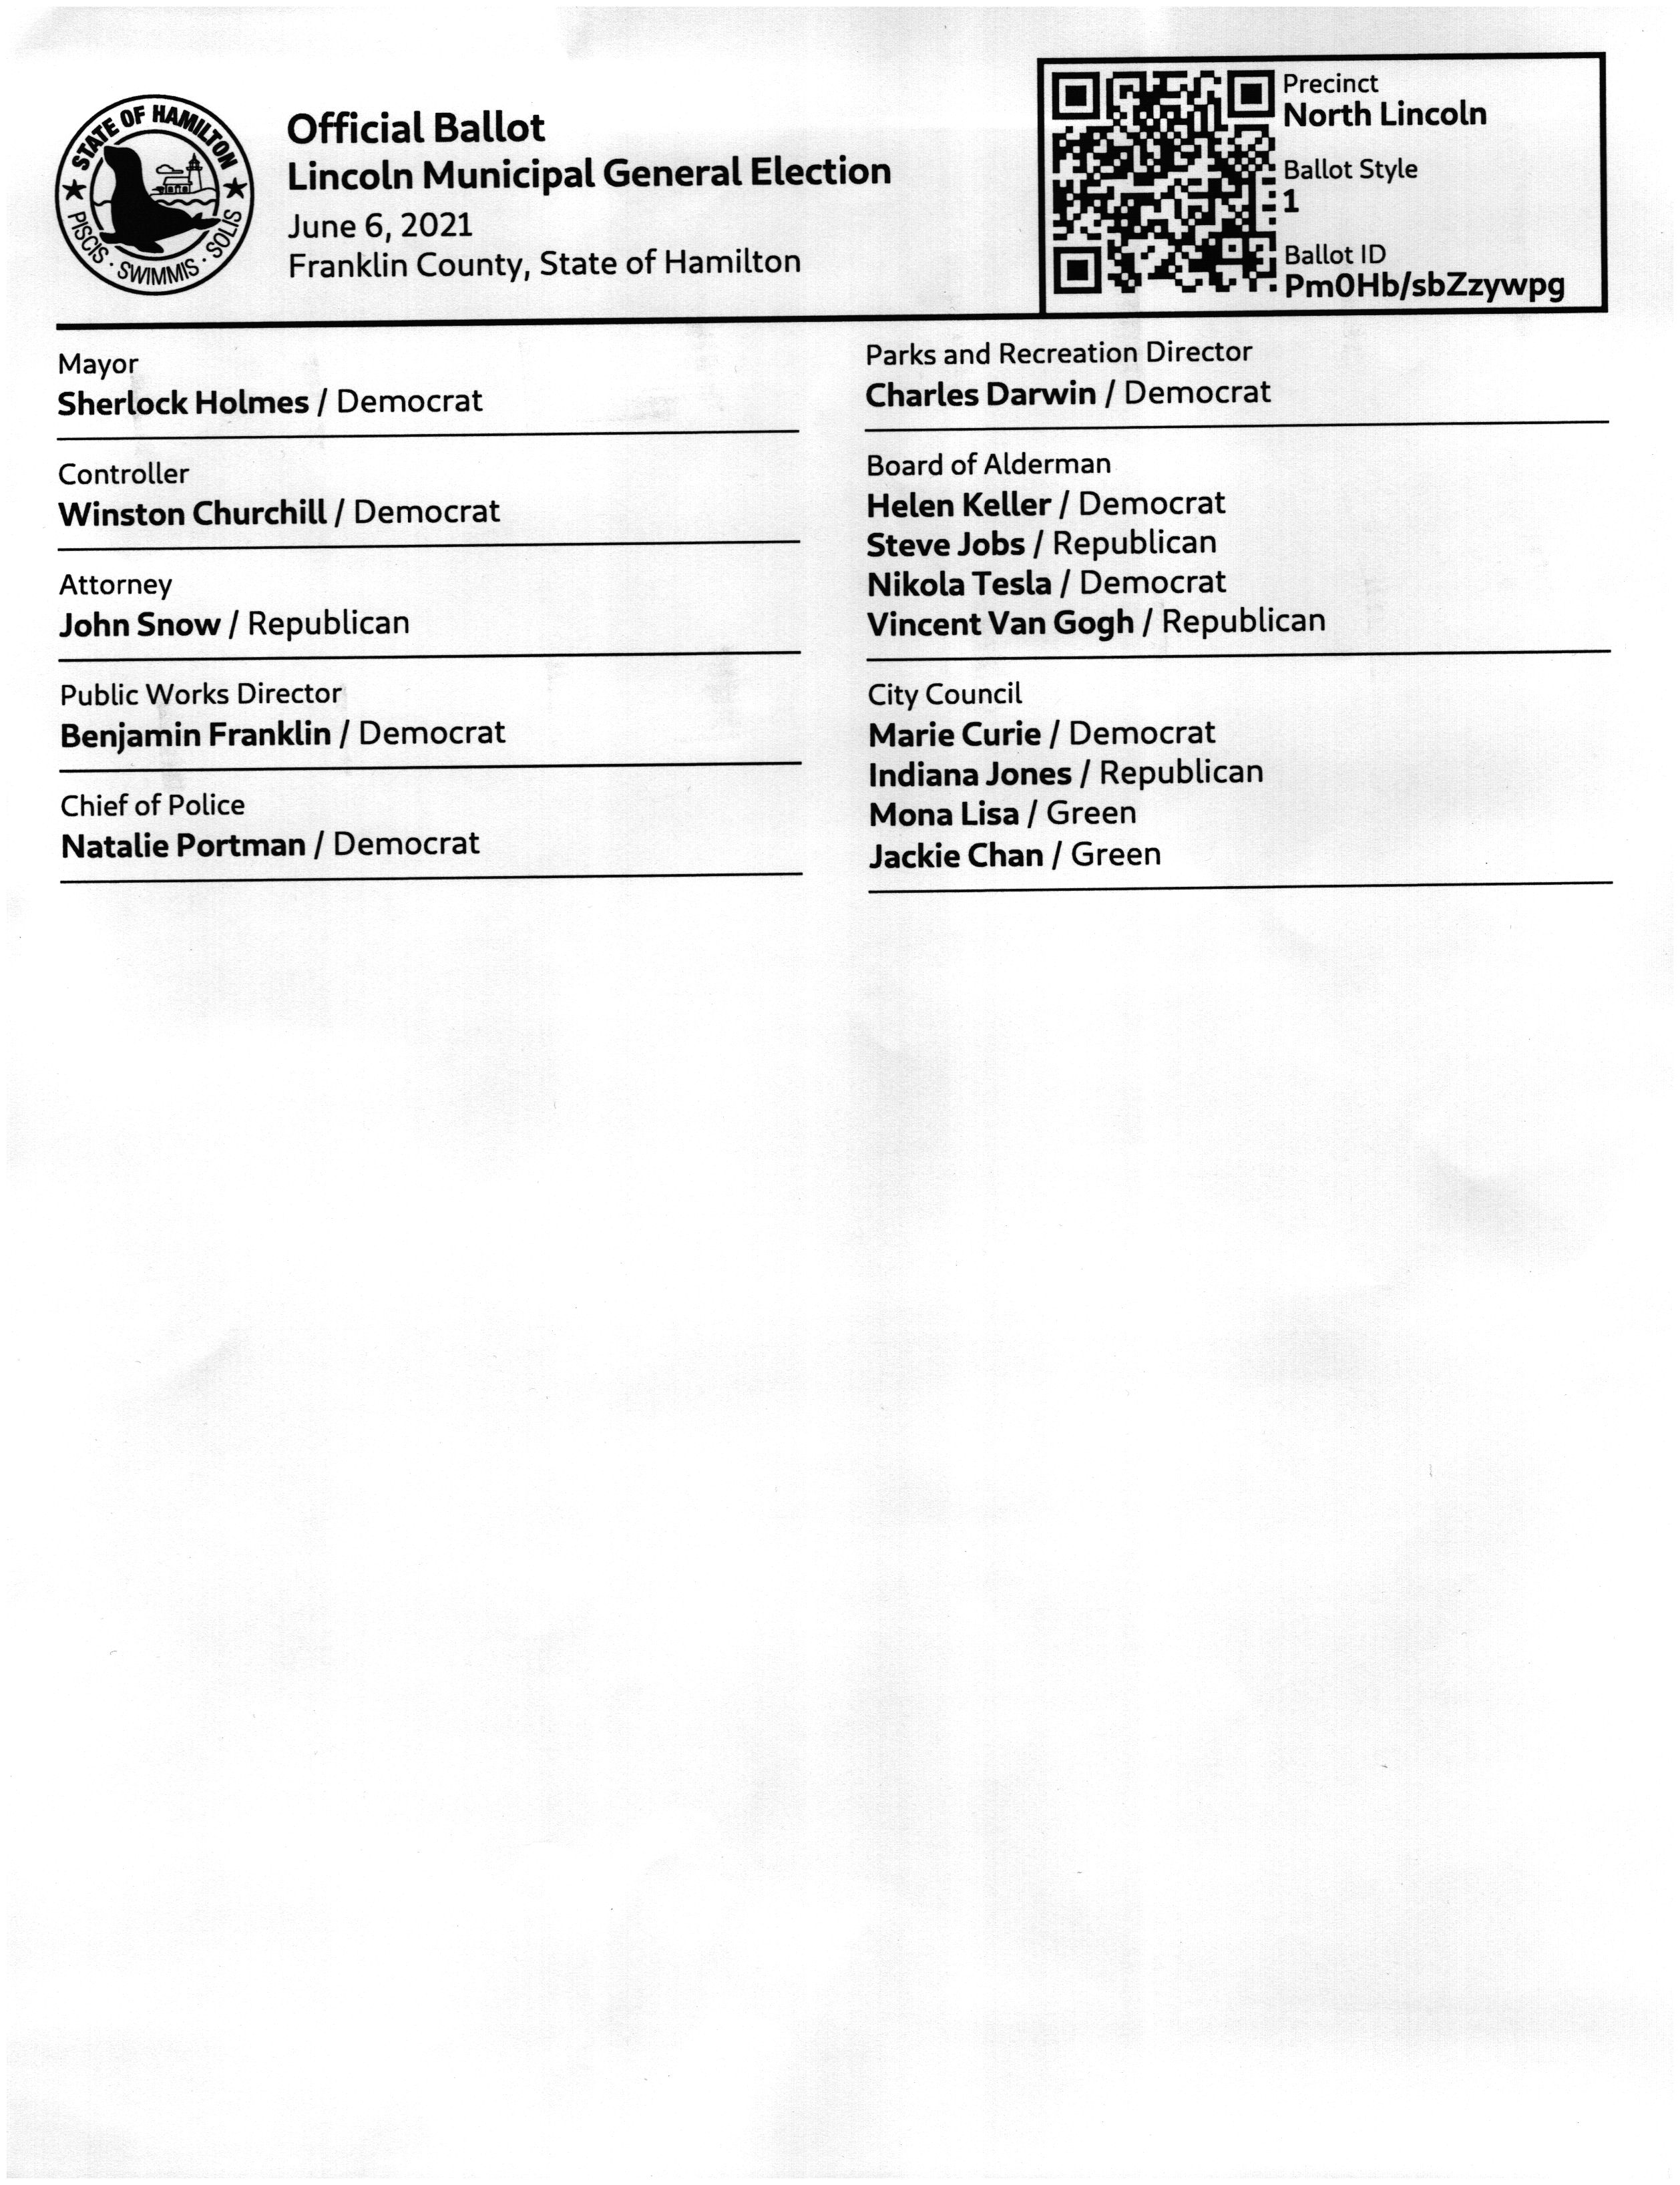 STATE OF HAMILTON
PISCIS · SWIMMIS · SOLIS
Official Ballot
Lincoln Municipal General Election
June 6, 2021
Franklin County, State of Hamilton
Precinct
North Lincoln
Ballot Style
1
Ballot ID
Pm0Hb/sbZzywpg
Mayor
Sherlock Holmes / Democrat
Controller
Winston Churchill / Democrat
Attorney
John Snow / Republican
Public Works Director
Benjamin Franklin / Democrat
Chief of Police
Natalie Portman / Democrat
Parks and Recreation Director
Charles Darwin / Democrat
Board of Alderman
Helen Keller / Democrat
Steve Jobs / Republican
Nikola Tesla / Democrat
Vincent Van Gogh / Republican
City Council
Marie Curie / Democrat
Indiana Jones / Republican
Mona Lisa / Green
Jackie Chan / Green